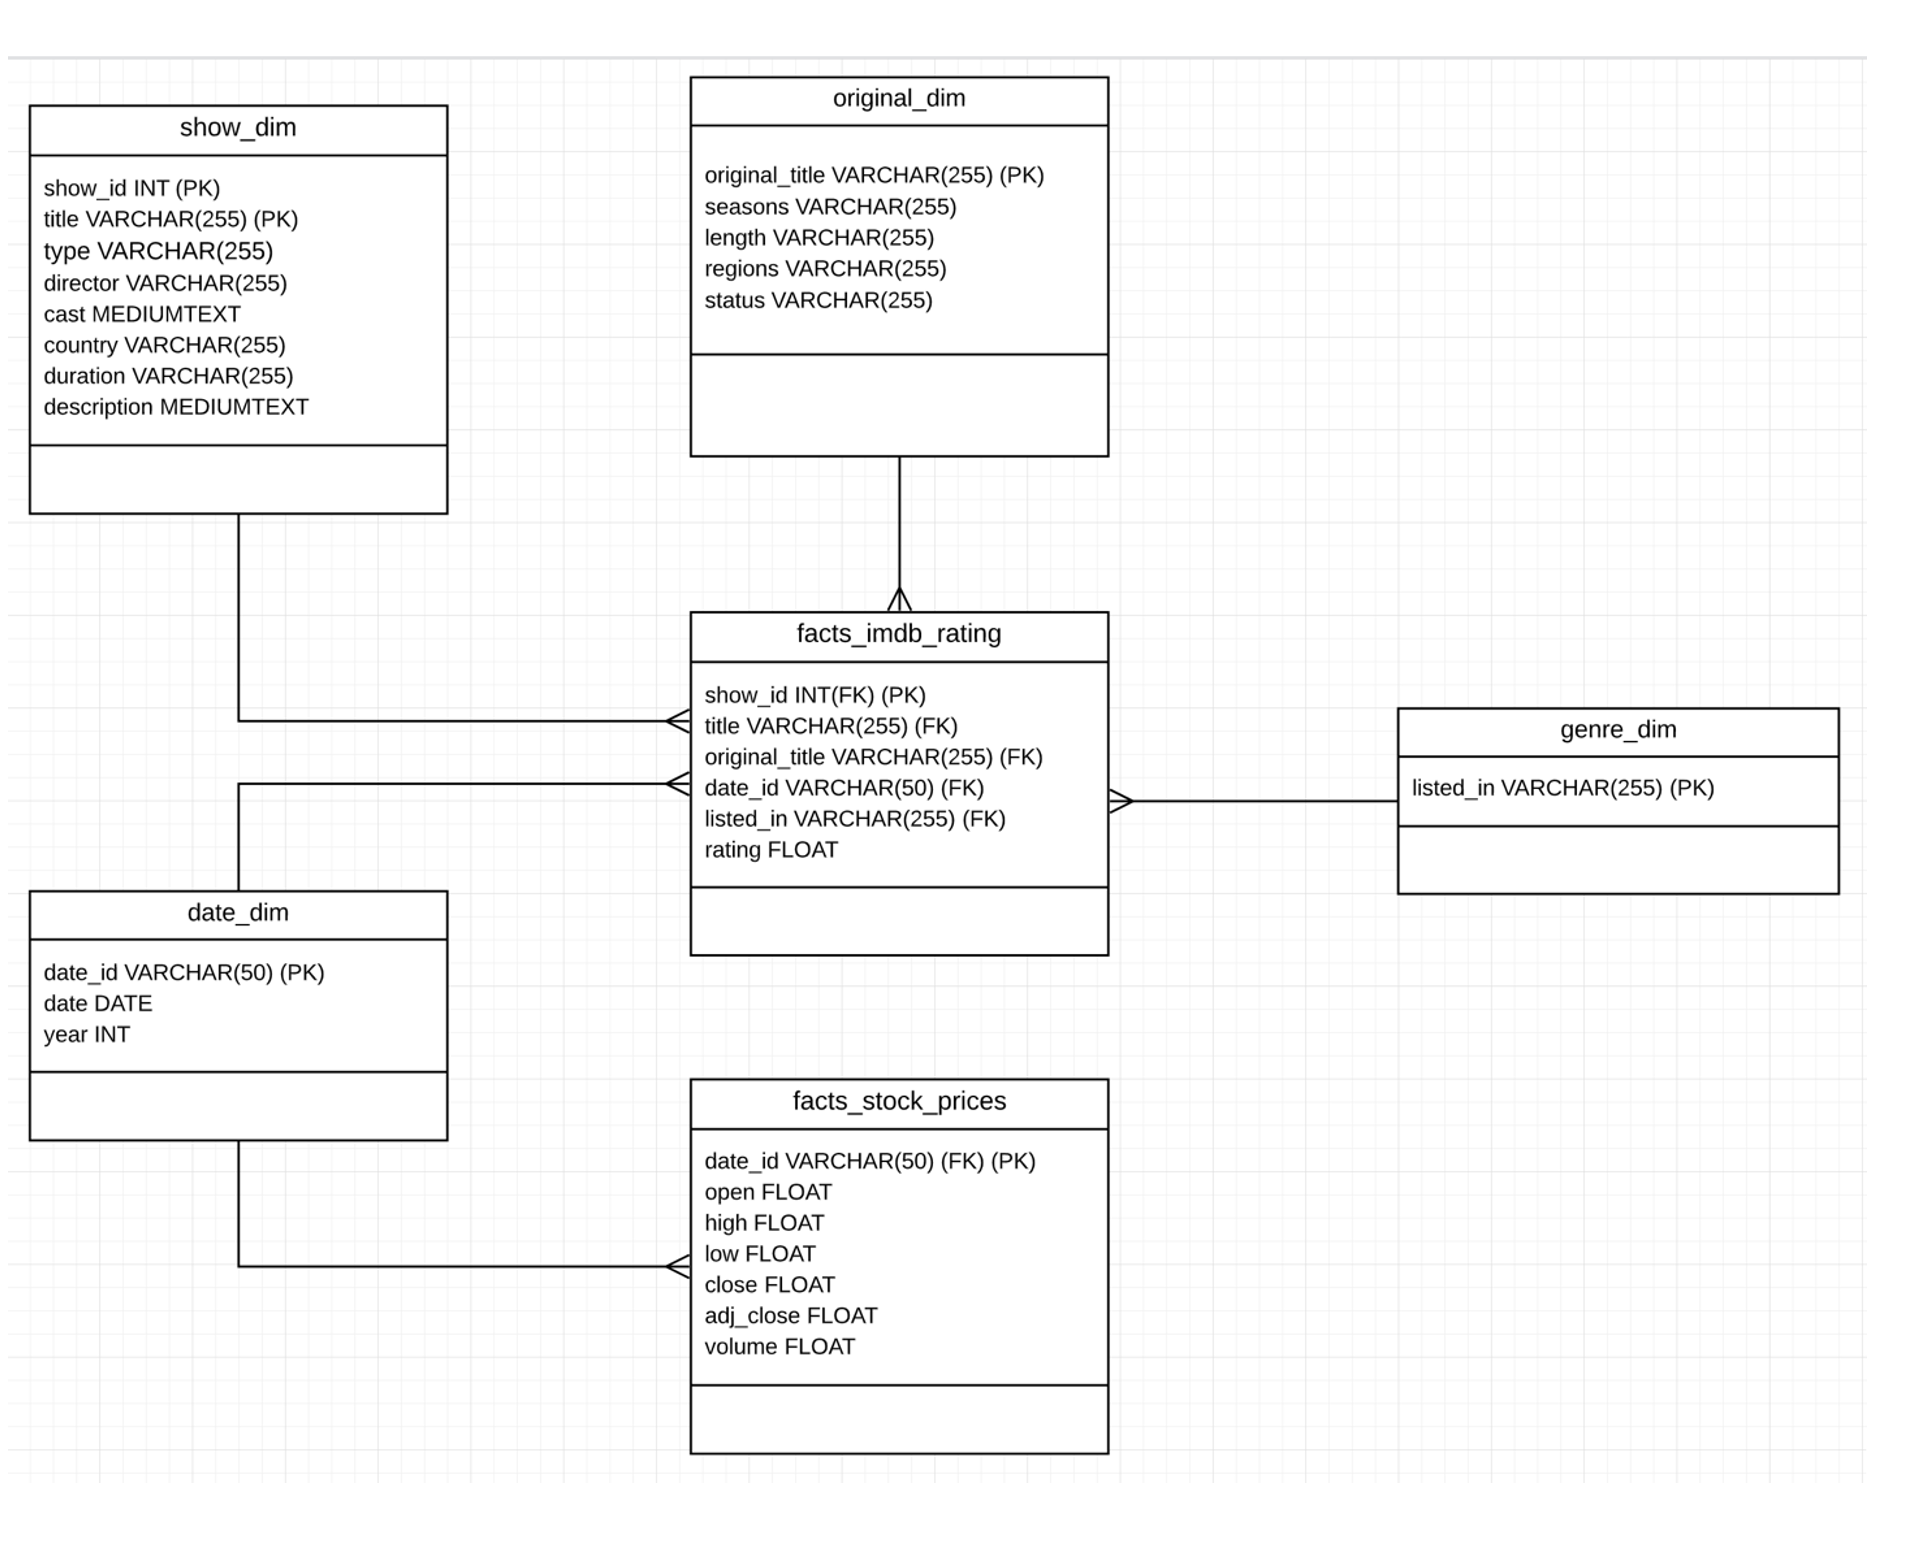 show_dim
show_id INT (PK)
title VARCHAR(255) (PK)
type VARCHAR(255)
director VARCHAR(255)
cast MEDIUMTEXT
country VARCHAR(255)
duration VARCHAR(255)
description MEDIUMTEXT
original_dim
original_title VARCHAR(255) (PK)
seasons VARCHAR(255)
length VARCHAR(255)
regions VARCHAR(255)
status VARCHAR(255)
facts_imdb_rating
show_id INT(FK) (PK)
title VARCHAR(255) (FK)
original_title VARCHAR(255) (FK)
date_id VARCHAR(50) (FK)
listed_in VARCHAR(255) (FK)
rating FLOAT
genre_dim
listed_in VARCHAR(255) (PK)
date_dim
date_id VARCHAR(50) (PK)
date DATE
year INT
facts_stock_prices
date_id VARCHAR(50) (FK) (PK)
open FLOAT
high FLOAT
low FLOAT
close FLOAT
adj_close FLOAT
volume FLOAT